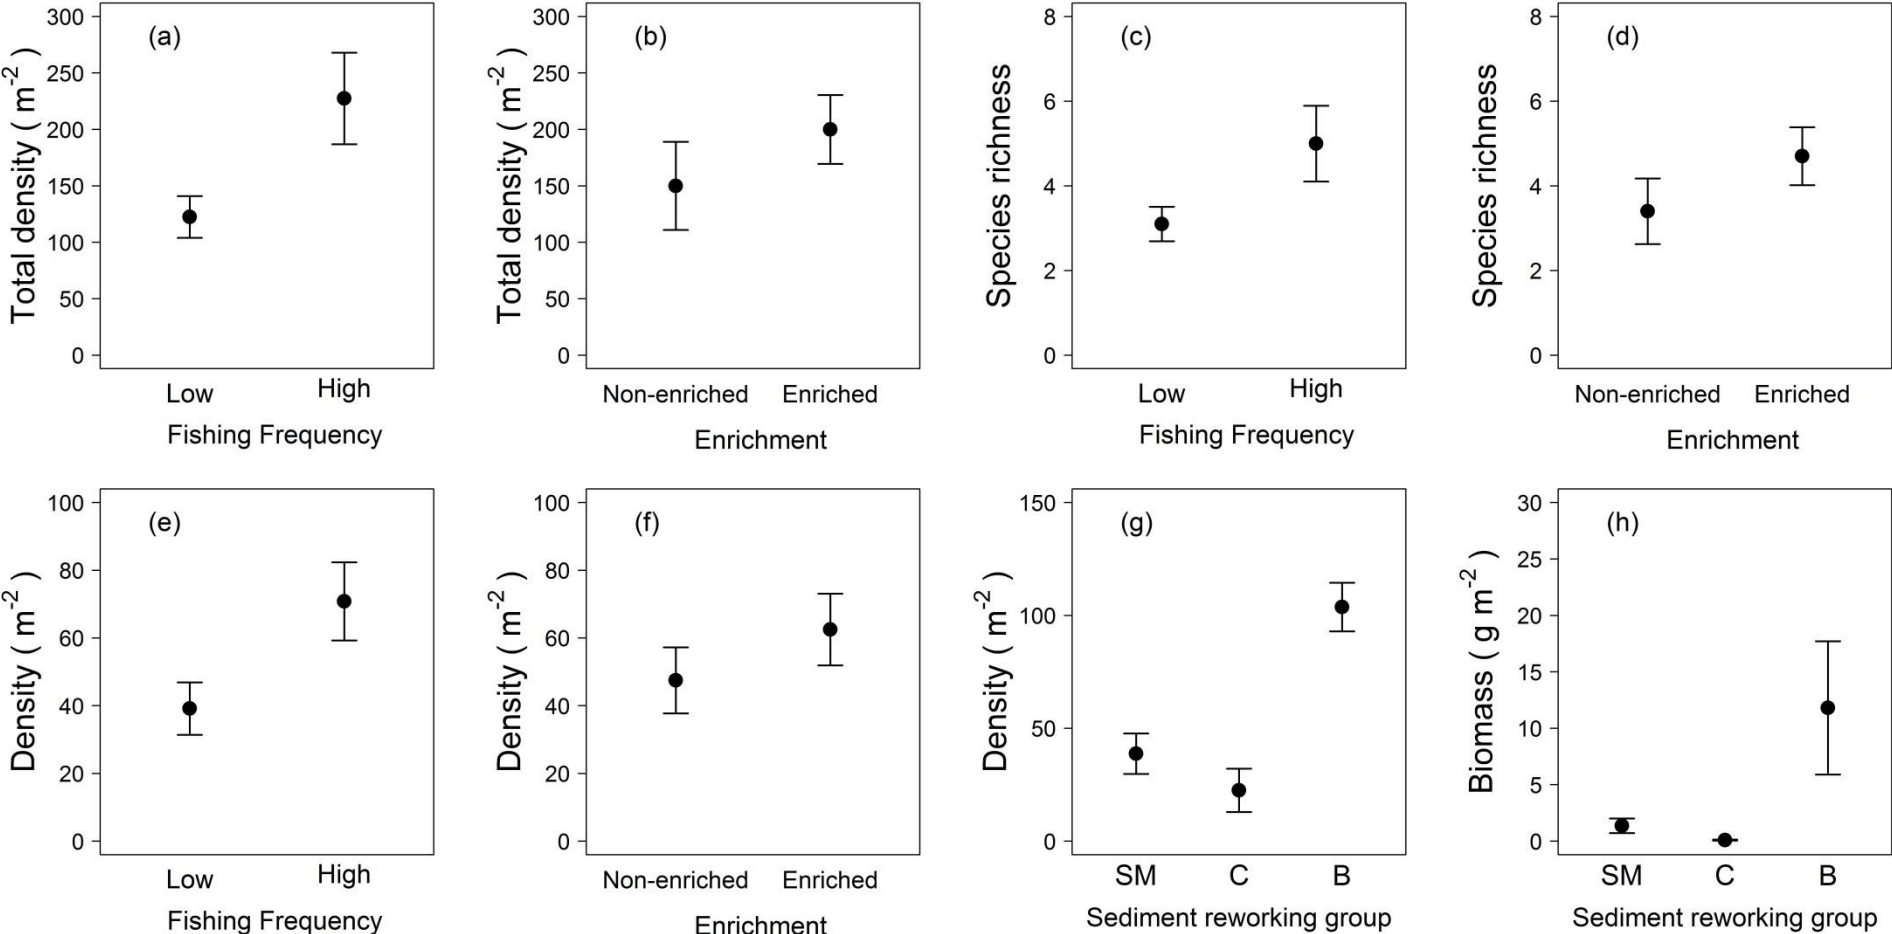 300
250
200
150
100
50
0
Total density ( m-2 )
(a)
Low
High
Fishing Frequency
300
250
200
150
100
50
0
Total density ( m-2 )
(b)
Non-enriched
Enriched
Enrichment
8
6
4
2
0
Species richness
(c)
Low
High
Fishing Frequency
8
6
4
2
0
Species richness
(d)
Non-enriched
Enriched
Enrichment
100
80
60
40
20
0
Density ( m-2 )
(e)
Low
High
Fishing Frequency
100
80
60
40
20
0
Density ( m-2 )
(f)
Non-enriched
Enriched
Enrichment
150
100
50
0
Density ( m-2 )
(g)
SM
C
B
Sediment reworking group
30
25
20
15
10
5
0
Biomass ( g m-2 )
(h)
SM
C
B
Sediment reworking group